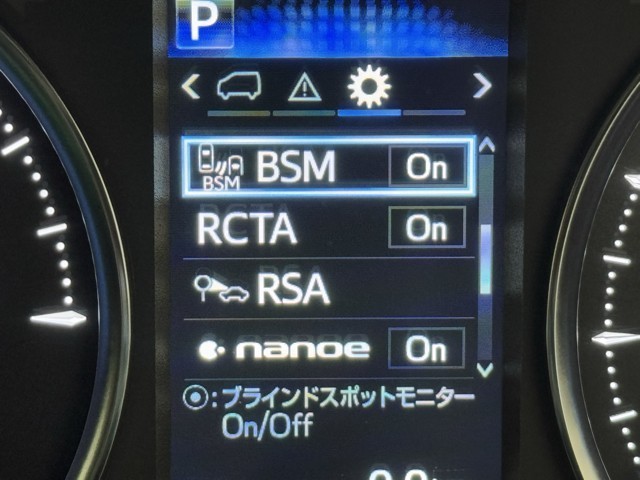 P
BSM BSM On
RCTA On
RSA
nanoe On
:ブラインドスポットモニター
On/Off